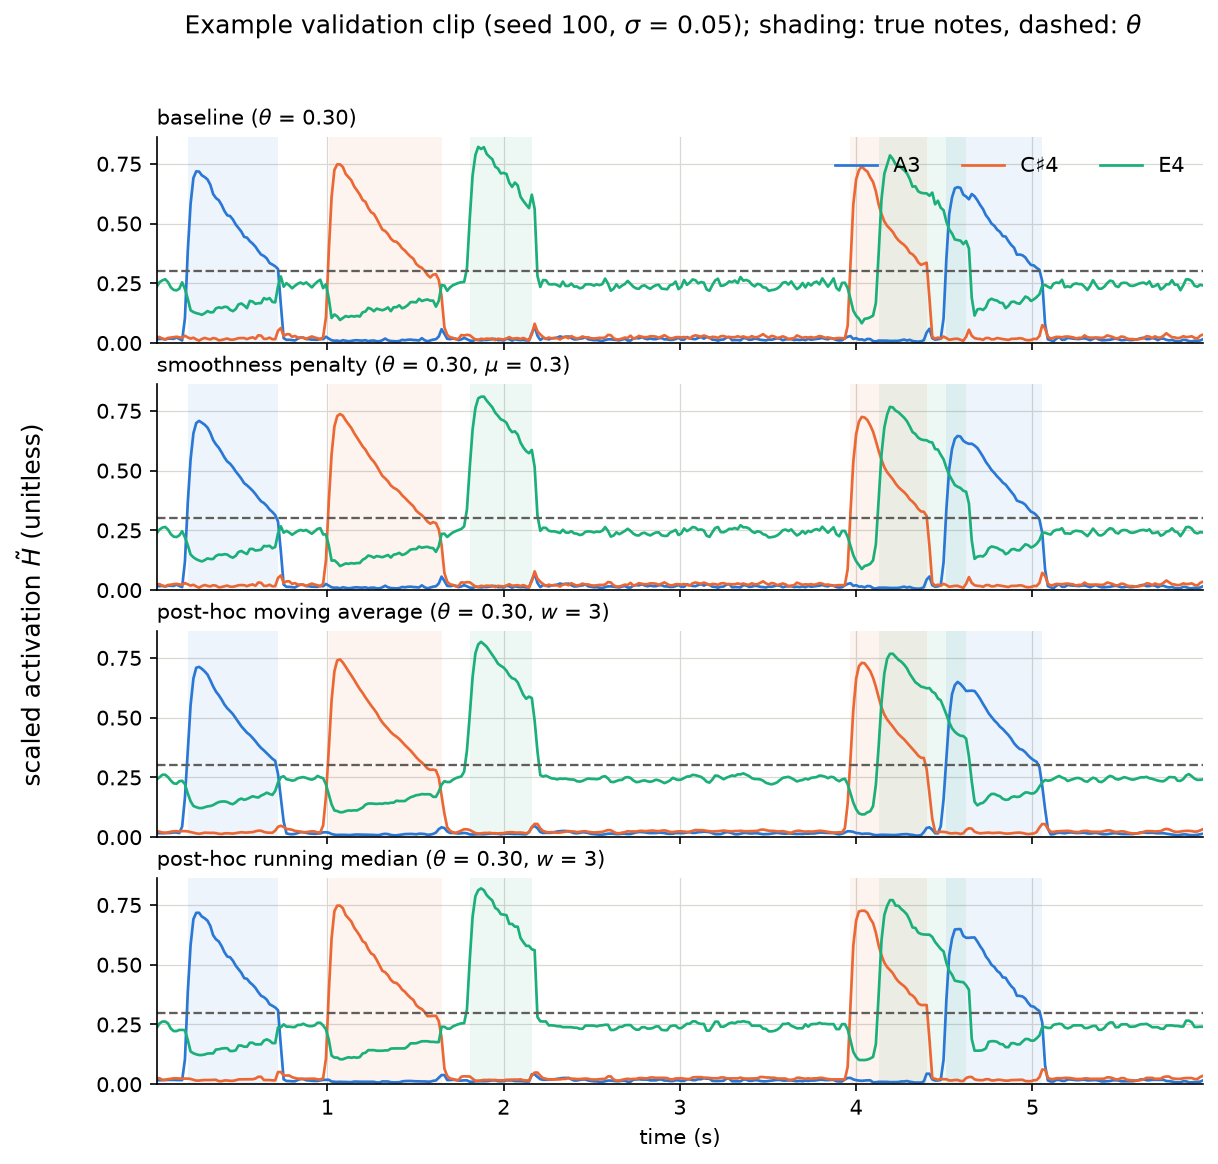 Example validation clip (seed 100, σ = 0.05); shading: true notes, dashed: θ
baseline (θ = 0.30)
A3 C♯4 E4
0.75
0.50
0.25
0.00
smoothness penalty (θ = 0.30, μ = 0.3)
0.75
0.50
0.25
0.00
scaled activation H̃ (unitless)
post-hoc moving average (θ = 0.30, w = 3)
0.75
0.50
0.25
0.00
post-hoc running median (θ = 0.30, w = 3)
0.75
0.50
0.25
0.00
1 2 3 4 5
time (s)